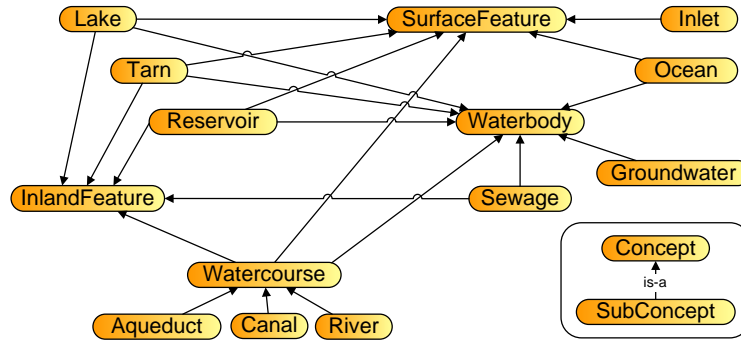 Lake
SurfaceFeature
Inlet
Tarn
Ocean
Reservoir
Waterbody
Groundwater
InlandFeature
Sewage
Concept
Watercourse
is-a
SubConcept
Aqueduct
Canal
River